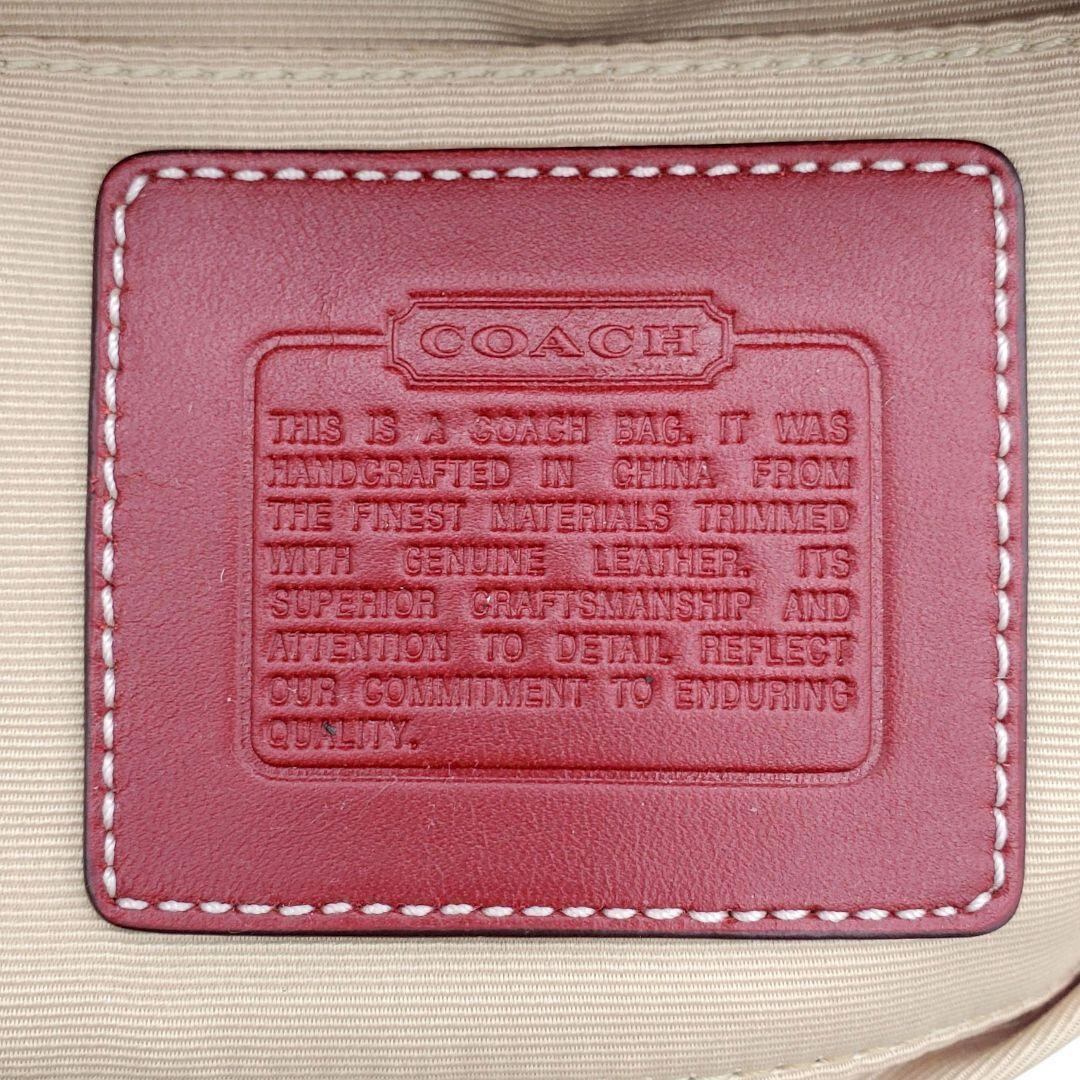 COACH
THIS IS A COACH BAG. IT WAS
HANDCRAFTED IN CHINA FROM
THE FINEST MATERIALS TRIMMED
WITH GENUINE LEATHER. ITS
SUPERIOR CRAFTSMANSHIP AND
ATTENTION TO DETAIL REFLECT
OUR COMMITMENT TO ENDURING
QUALITY.